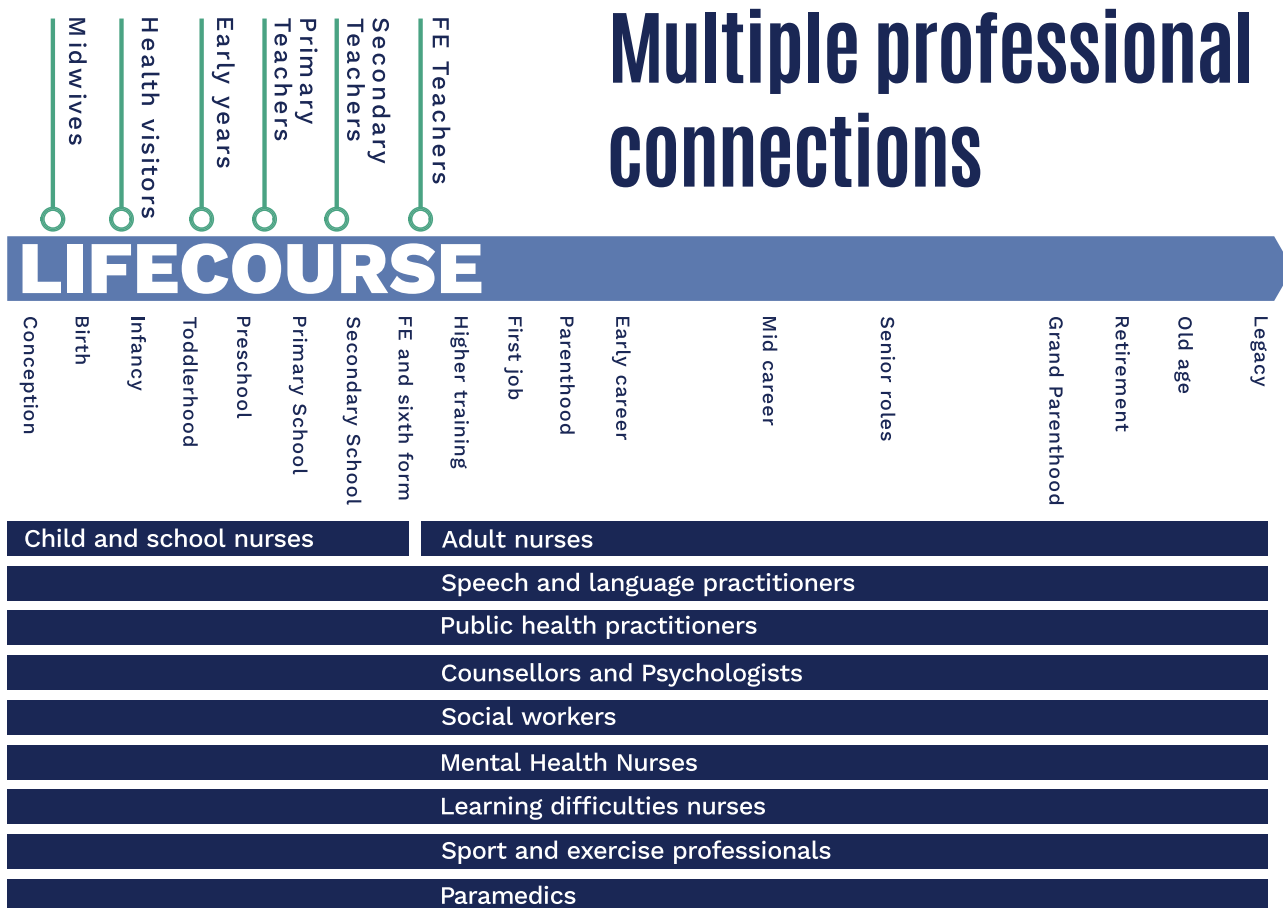 Multiple professional
connections
Midwives
Health visitors
Early years
Primary
Teachers
Secondary
Teachers
FE Teachers
LIFECOURSE
Conception
Birth
Infancy
Toddlerhood
Preschool
Primary School
Secondary School
FE and sixth form
Higher training
First job
Parenthood
Early career
Mid career
Senior roles
Grand Parenthood
Retirement
Old age
Legacy
Child and school nurses
Adult nurses
Speech and language practitioners
Public health practitioners
Counsellors and Psychologists
Social workers
Mental Health Nurses
Learning difficulties nurses
Sport and exercise professionals
Paramedics